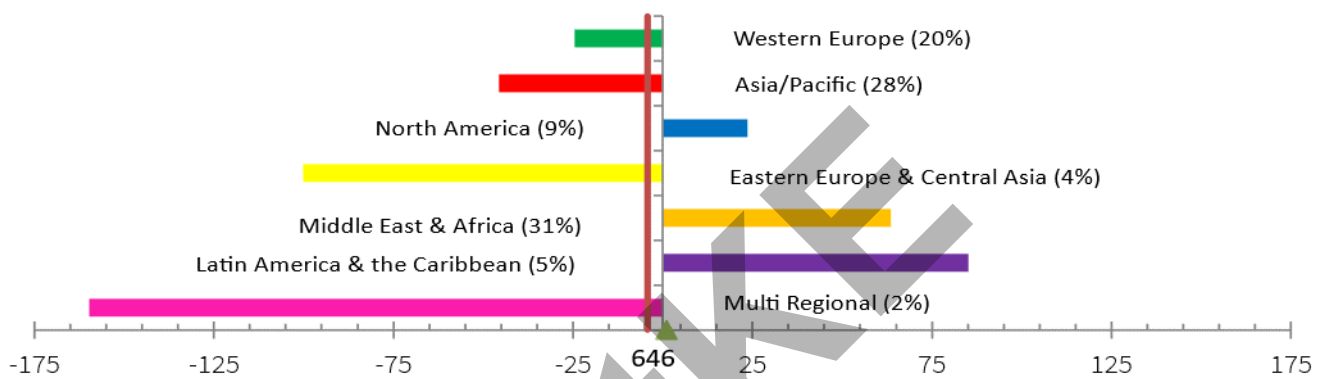 Western Europe (20%)
Asia/Pacific (28%)
North America (9%)
Eastern Europe & Central Asia (4%)
Middle East & Africa (31%)
Latin America & the Caribbean (5%)
Multi Regional (2%)
-175 -125 -75 -25 646 25 75 125 175